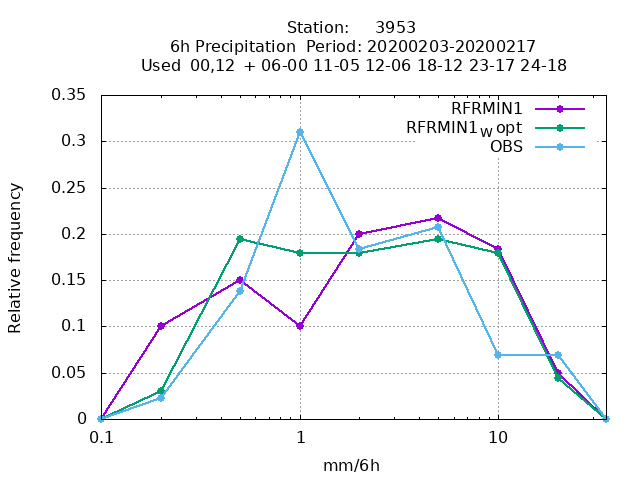 Station: 3953
6h Precipitation Period: 20200203-20200217
Used 00,12 + 06-00 11-05 12-06 18-12 23-17 24-18
RFRMIN1
RFRMIN1w opt
OBS
Relative frequency
0.35
0.3
0.25
0.2
0.15
0.1
0.05
0
0.1 1 10
mm/6h